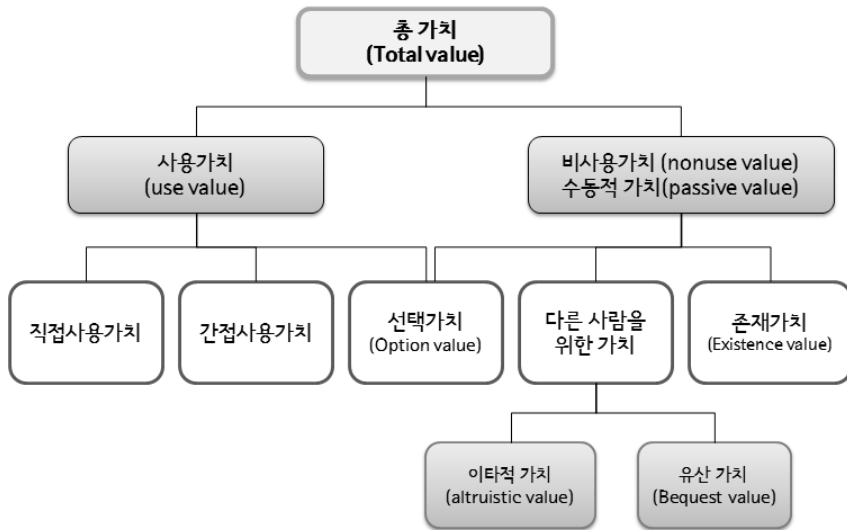 총 가치
(Total value)
사용가치
(use value)
비사용가치 (nonuse value)
수동적 가치(passive value)
직접사용가치
간접사용가치
선택가치
(Option value)
다른 사람을
위한 가치
존재가치
(Existence value)
이타적 가치
(altruistic value)
유산 가치
(Bequest value)